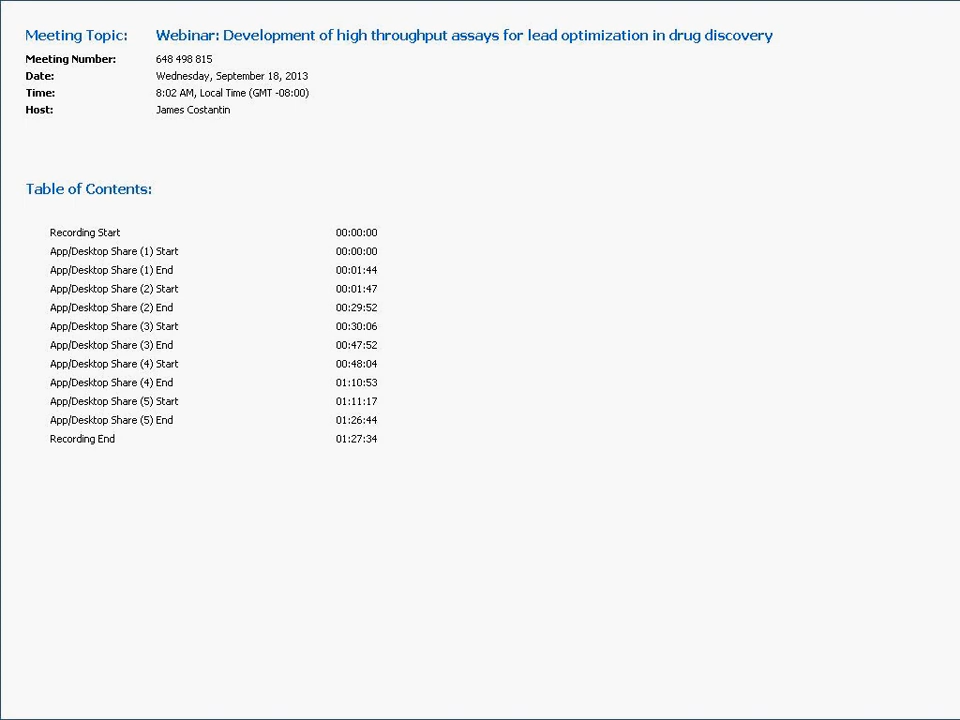 Meeting Topic: Webinar: Development of high throughput assays for lead optimization in drug discovery
Meeting Number: 648 498 815
Date: Wednesday, September 18, 2013
Time: 8:02 AM, Local Time (GMT -08:00)
Host: James Costantin
Table of Contents:
Recording Start 00:00:00
App/Desktop Share (1) Start 00:00:00
App/Desktop Share (1) End 00:01:44
App/Desktop Share (2) Start 00:01:47
App/Desktop Share (2) End 00:29:52
App/Desktop Share (3) Start 00:30:06
App/Desktop Share (3) End 00:47:52
App/Desktop Share (4) Start 00:48:04
App/Desktop Share (4) End 01:10:53
App/Desktop Share (5) Start 01:11:17
App/Desktop Share (5) End 01:26:44
Recording End 01:27:34